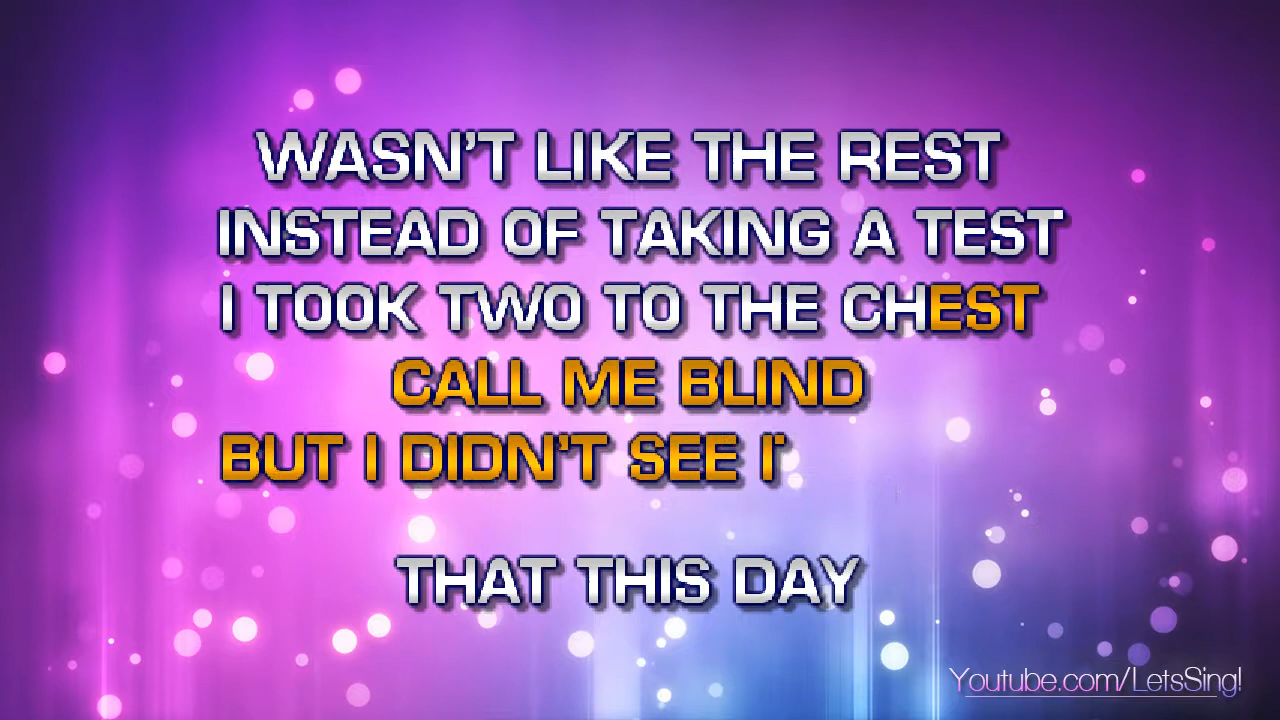 WASN'T LIKE THE REST
INSTEAD OF TAKING A TEST
I TOOK TWO TO THE CHEST
CALL ME BLIND
BUT I DIDN'T SEE
THAT THIS DAY
Youtube.com/LetsSing!